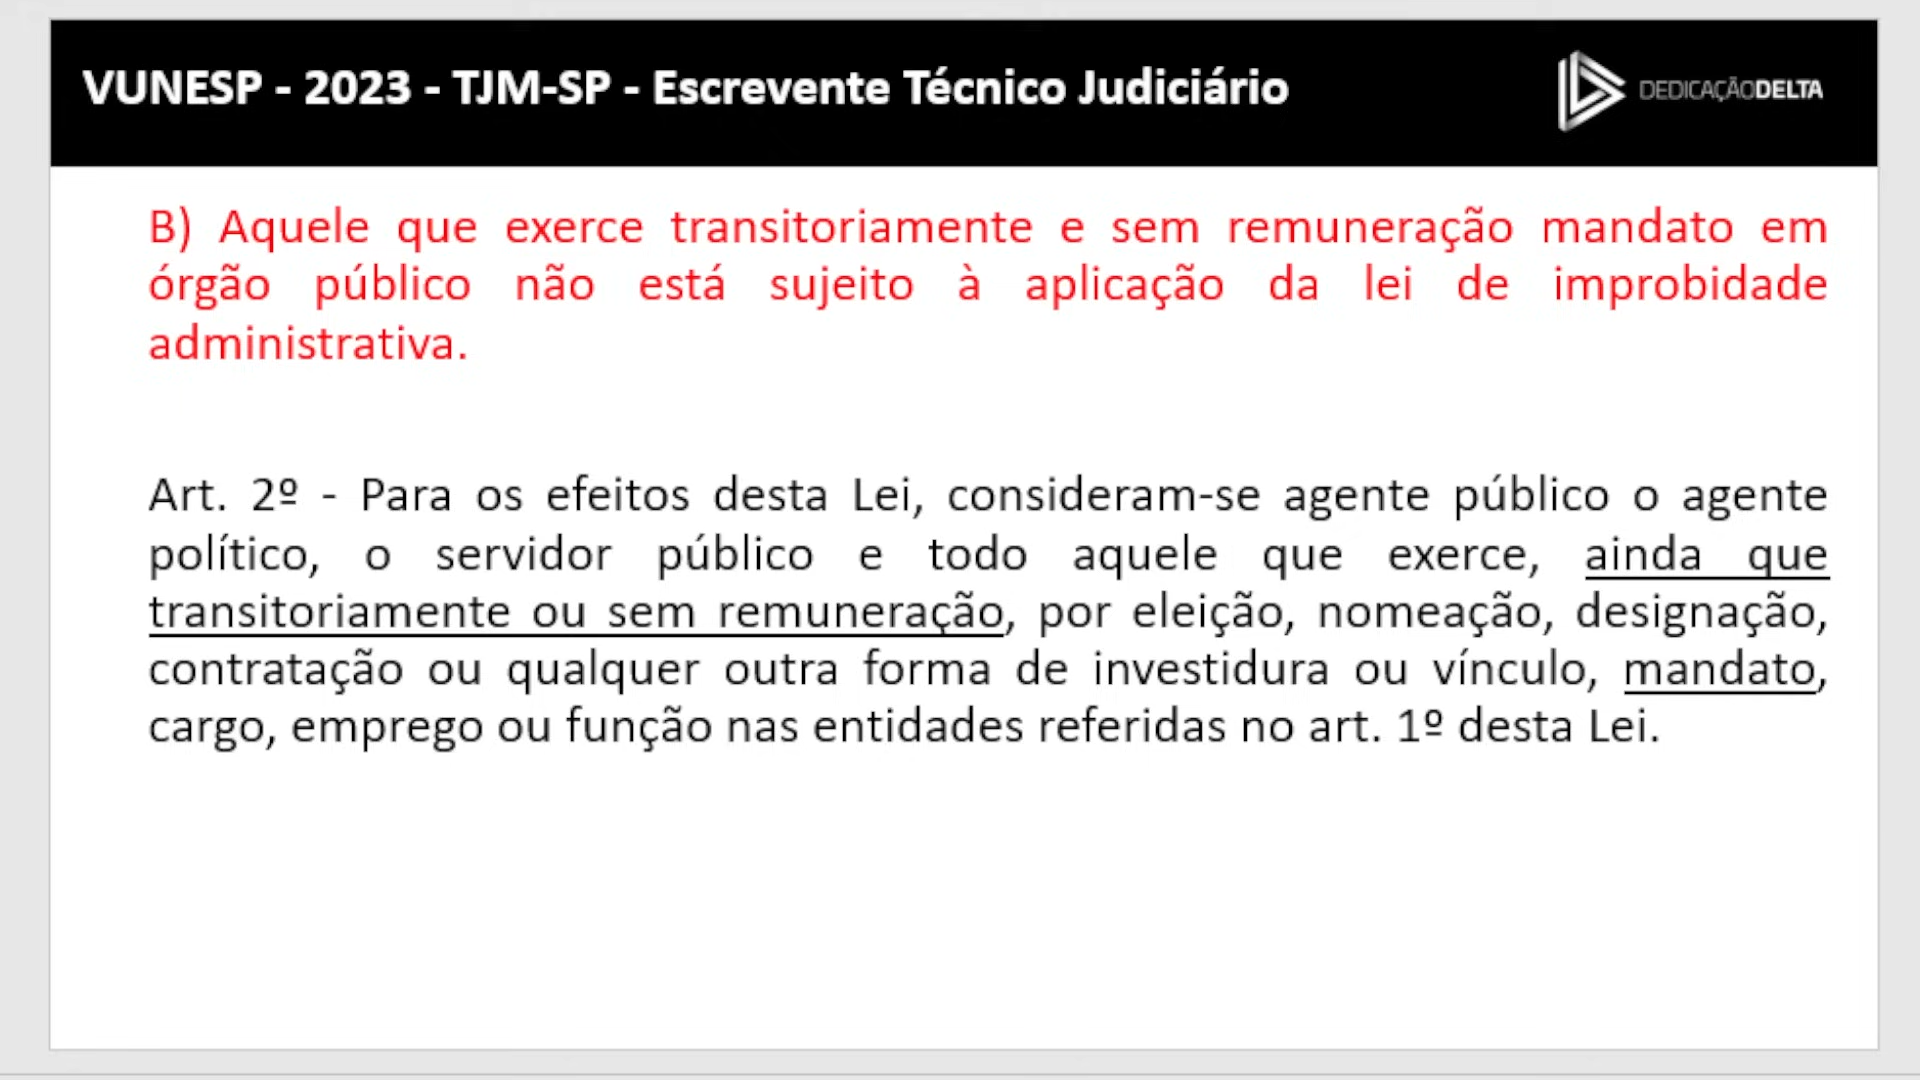 VUNESP - 2023 - TJM-SP - Escrevente Técnico Judiciário
DEDICAÇÃODELTA
B) Aquele que exerce transitoriamente e sem remuneração mandato em
órgão público não está sujeito à aplicação da lei de improbidade
administrativa.
Art. 2º - Para os efeitos desta Lei, consideram-se agente público o agente
político, o servidor público e todo aquele que exerce, ainda que
transitoriamente ou sem remuneração, por eleição, nomeação, designação,
contratação ou qualquer outra forma de investidura ou vínculo, mandato,
cargo, emprego ou função nas entidades referidas no art. 1º desta Lei.